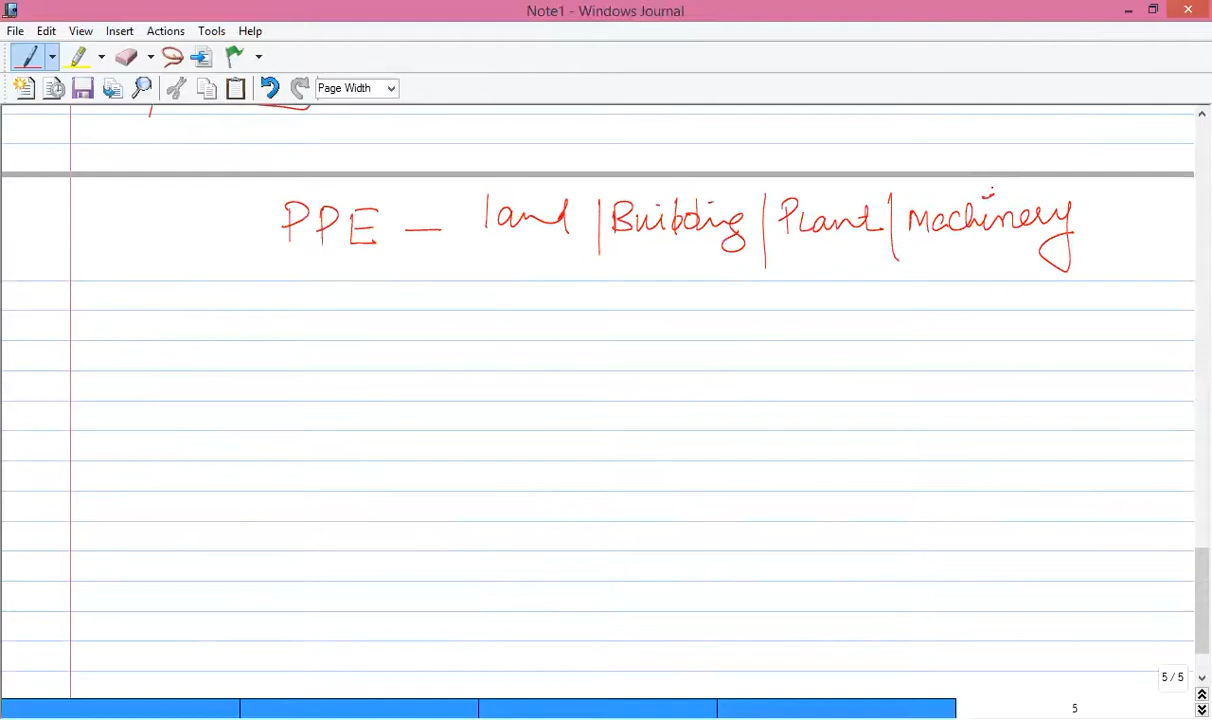 Note1 - Windows Journal
File Edit View Insert Actions Tools Help
Page Width
PPE — land | Building | Plant | Machinery
5 / 5
5